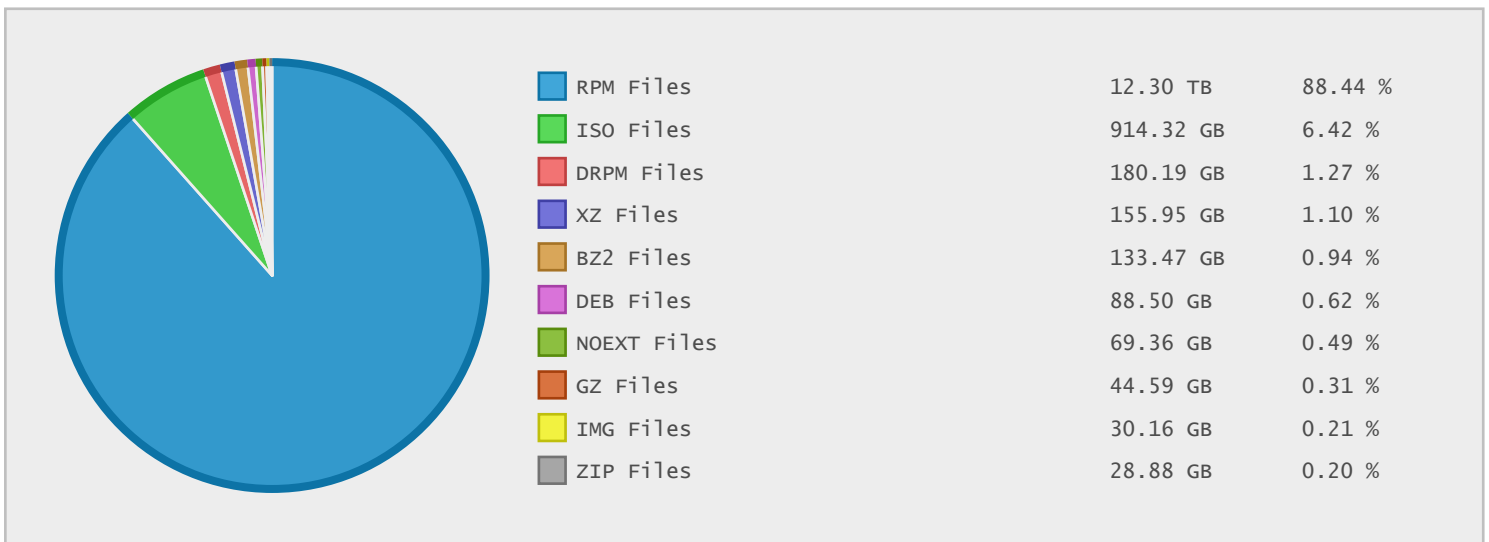 RPM Files 12.30 TB 88.44 %
ISO Files 914.32 GB 6.42 %
DRPM Files 180.19 GB 1.27 %
XZ Files 155.95 GB 1.10 %
BZ2 Files 133.47 GB 0.94 %
DEB Files 88.50 GB 0.62 %
NOEXT Files 69.36 GB 0.49 %
GZ Files 44.59 GB 0.31 %
IMG Files 30.16 GB 0.21 %
ZIP Files 28.88 GB 0.20 %